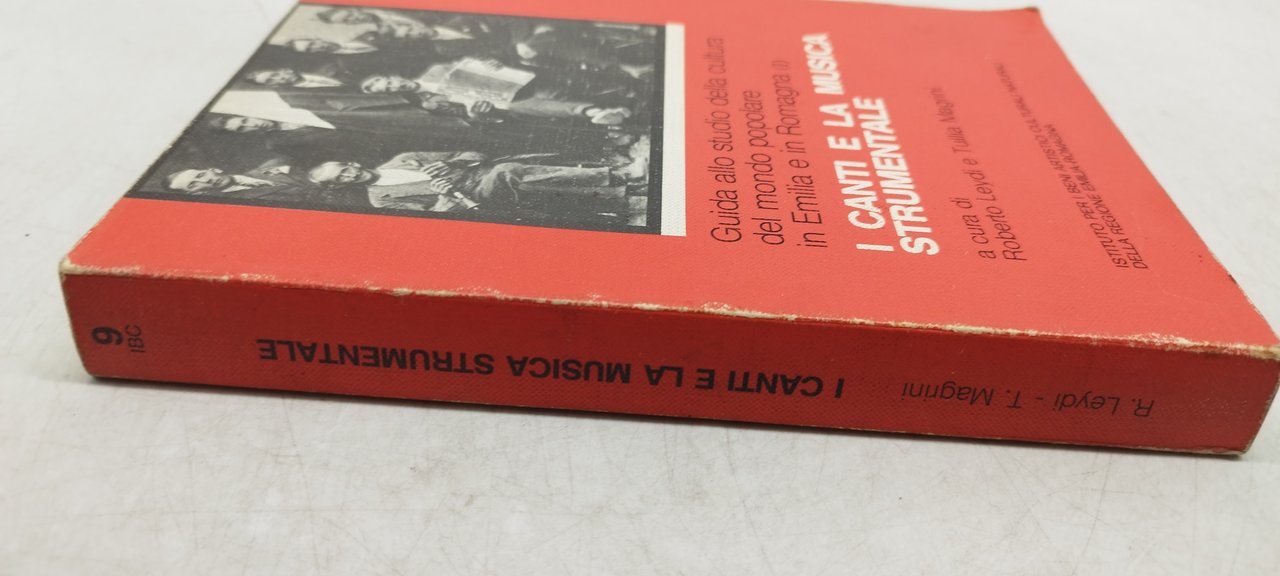 Guida allo studio della cultura
del mondo popolare
in Emilia e in Romagna (I)
I CANTI E LA MUSICA
STRUMENTALE
a cura di
Roberto Leydi e Tullia Magrini
ISTITUTO PER I BENI ARTISTICI CULTURALI NATURALI
DELLA REGIONE EMILIA ROMAGNA
R. Leydi - T. Magrini
I CANTI E LA MUSICA STRUMENTALE
9
IBC